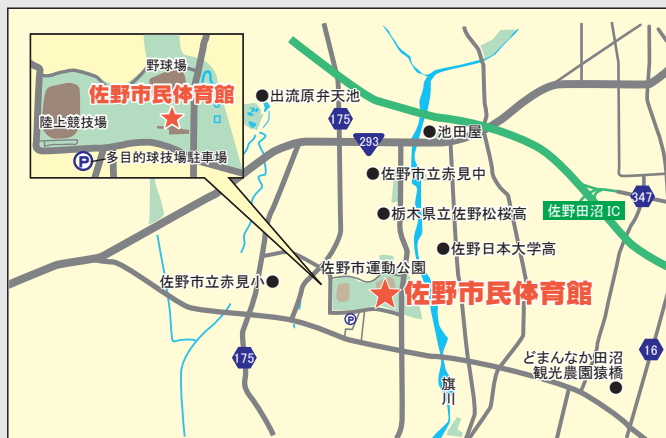 野球場
佐野市民体育館
陸上競技場
P
多目的球技場駐車場
出流原弁天池
175
293
池田屋
佐野市立赤見中
347
佐野田沼IC
栃木県立佐野松桜高
佐野日本大学高
佐野市運動公園
佐野市立赤見小
佐野市民体育館
P
175
16
どまんなか田沼
観光農園猿橋
旗川